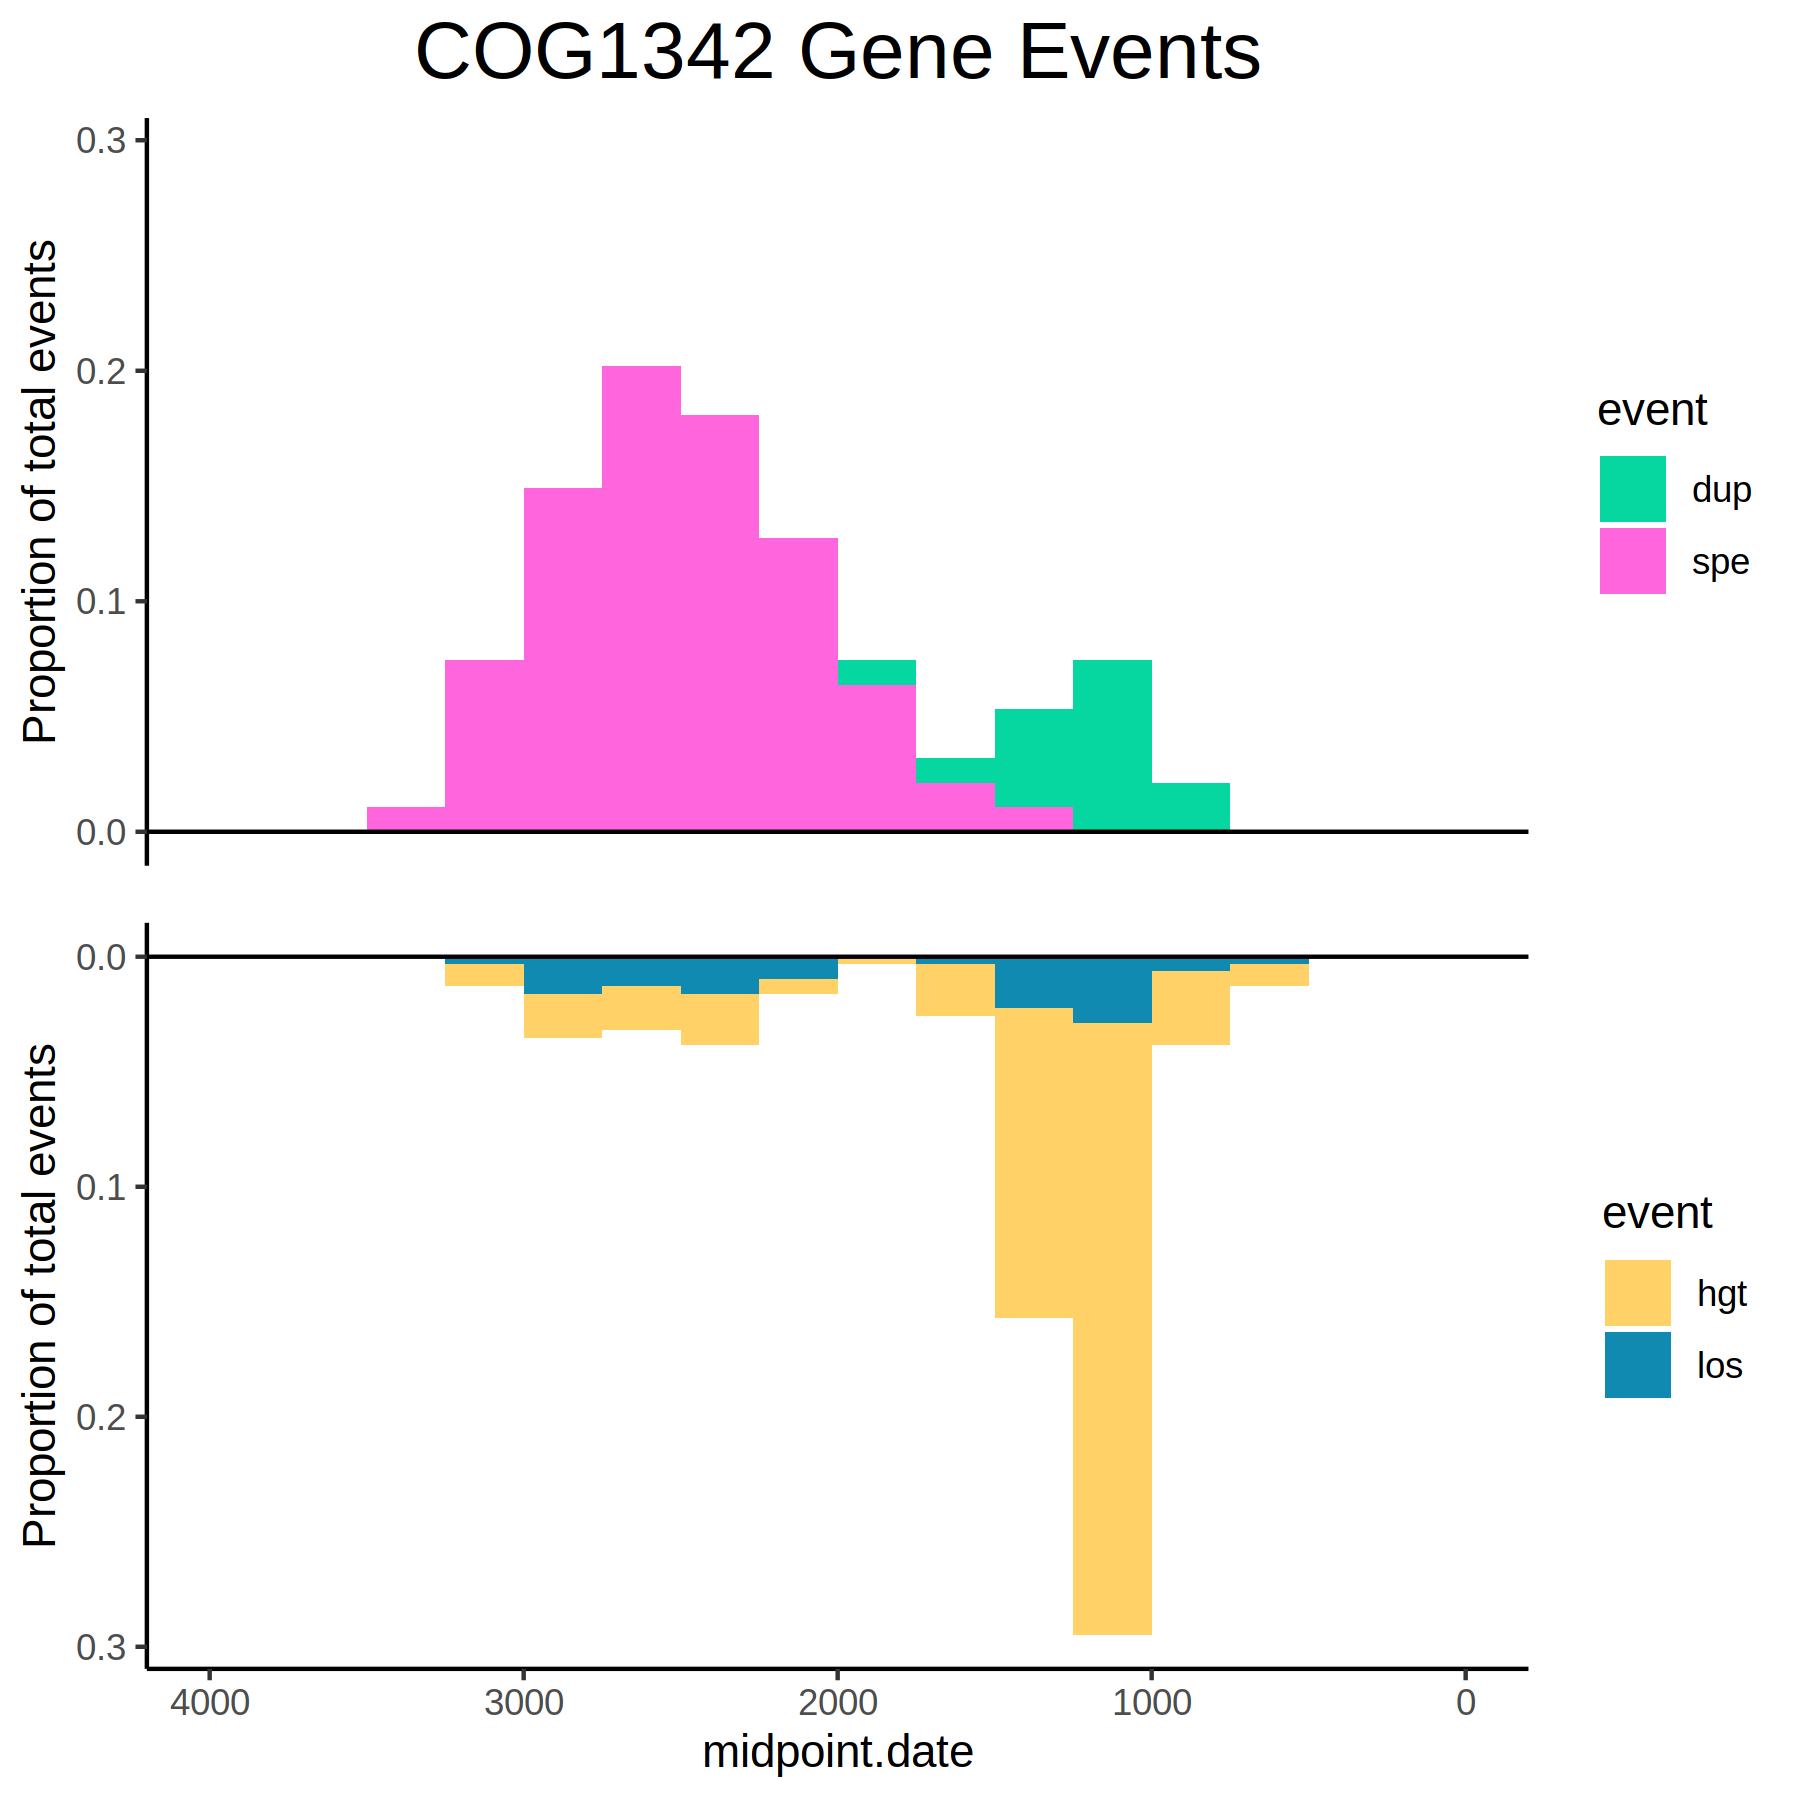 COG1342 Gene Events
Proportion of total events
0.3
0.2
0.1
0.0
event
dup
spe
Proportion of total events
0.0
0.1
0.2
0.3
event
hgt
los
4000 3000 2000 1000 0
midpoint.date